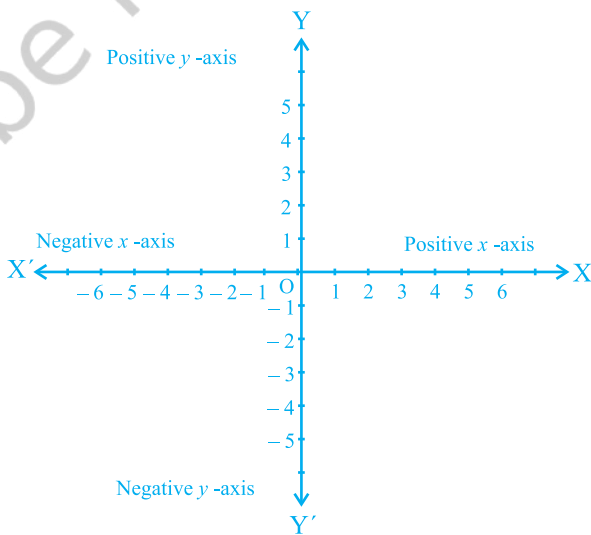 be
Y
Positive y -axis
5
4
3
2
1
Negative x -axis
Positive x -axis
X′
X
– 6 – 5 – 4 – 3 – 2 – 1 O 1 2 3 4 5 6
– 1
– 2
– 3
– 4
– 5
Negative y -axis
Y′